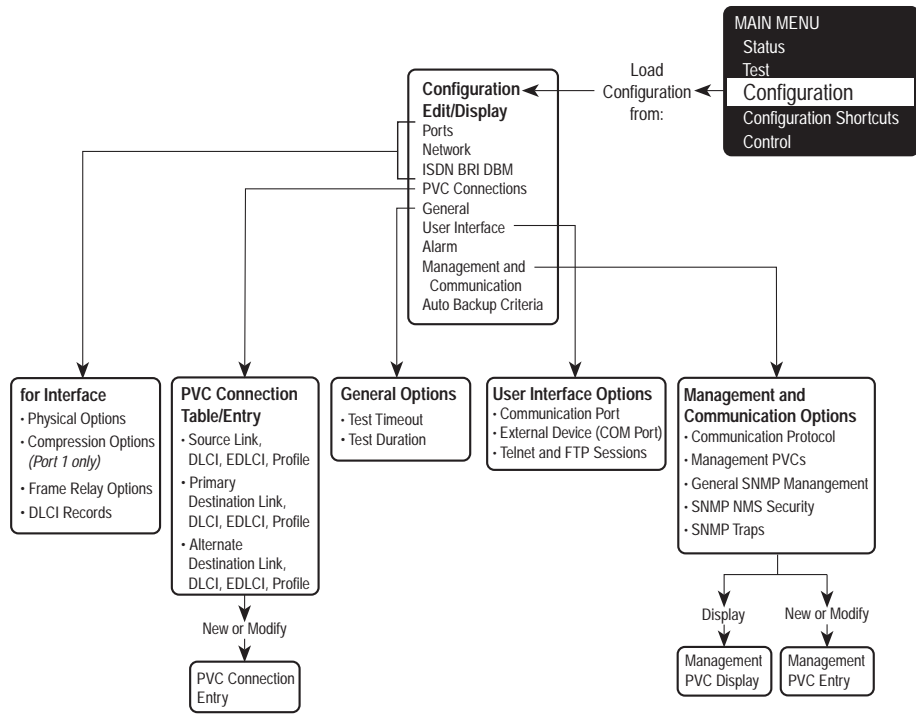 MAIN MENU
Status
Test
Configuration
Configuration Shortcuts
Control
Load
Configuration
from:
Configuration
Edit/Display
Ports
Network
ISDN BRI DBM
PVC Connections
General
User Interface
Alarm
Management and
Communication
Auto Backup Criteria
for Interface
• Physical Options
• Compression Options
(Port 1 only)
• Frame Relay Options
• DLCI Records
PVC Connection
Table/Entry
• Source Link,
DLCI, EDLCI, Profile
• Primary
Destination Link,
DLCI, EDLCI, Profile
• Alternate
Destination Link,
DLCI, EDLCI, Profile
New or Modify
PVC Connection
Entry
General Options
• Test Timeout
• Test Duration
User Interface Options
• Communication Port
• External Device (COM Port)
• Telnet and FTP Sessions
Management and
Communication Options
• Communication Protocol
• Management PVCs
• General SNMP Manangement
• SNMP NMS Security
• SNMP Traps
Display
New or Modify
Management
PVC Display
Management
PVC Entry